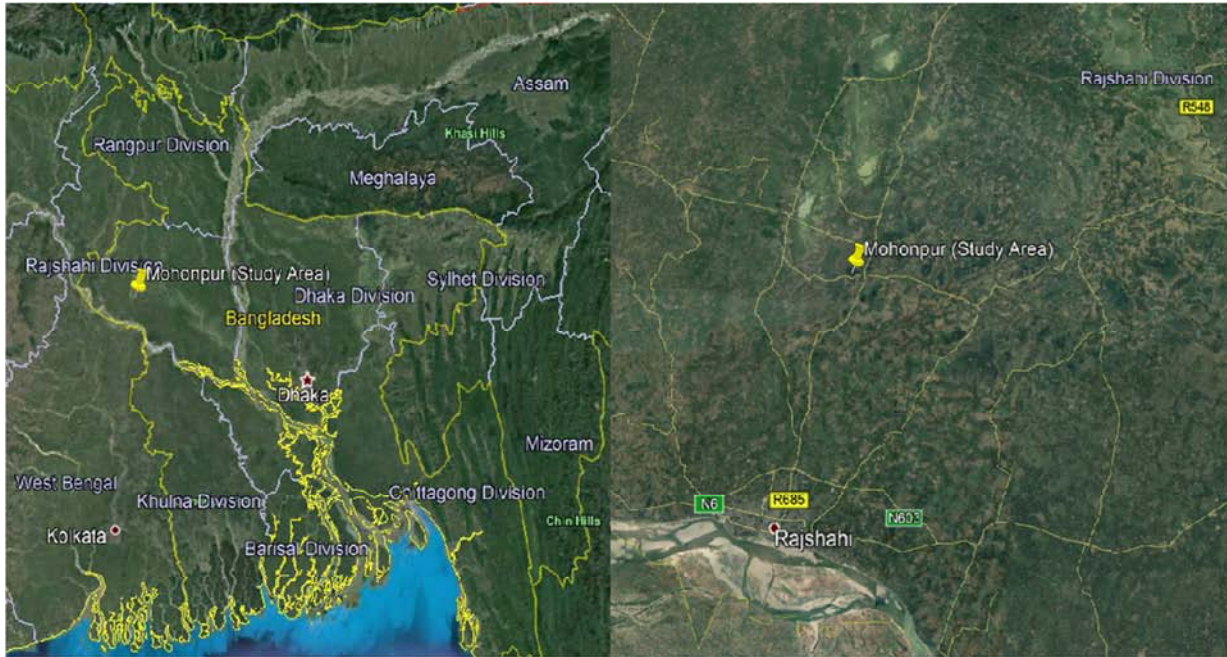 Assam
Khasi Hills
Rangpur Division
Meghalaya
Rajshahi Division
Mohonpur (Study Area)
Sylhet Division
Dhaka Division
Bangladesh
Dhaka
Mizoram
West Bengal
Khulna Division
Chittagong Division
Chin Hills
Kolkata
Barisal Division
Rajshahi Division
R548
Mohonpur (Study Area)
N6
R685
N603
Rajshahi